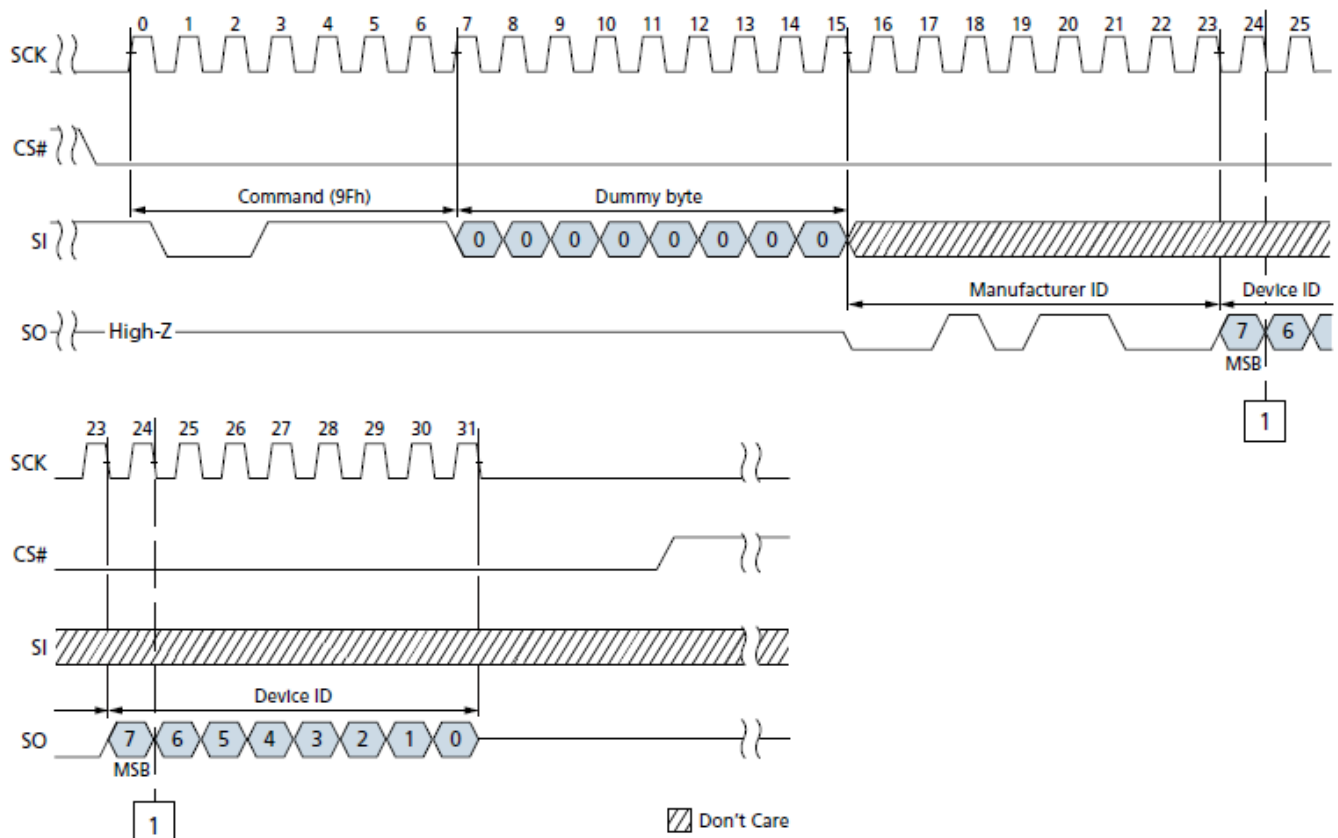 0 1 2 3 4 5 6 7 8 9 10 11 12 13 14 15 16 17 18 19 20 21 22 23 24 25
SCK
CS#
Command (9Fh) Dummy byte
SI 0 0 0 0 0 0 0 0
Manufacturer ID Device ID
SO High-Z 7 6
MSB
1
23 24 25 26 27 28 29 30 31
SCK
CS#
SI
Device ID
SO 7 6 5 4 3 2 1 0
MSB
1
Don't Care